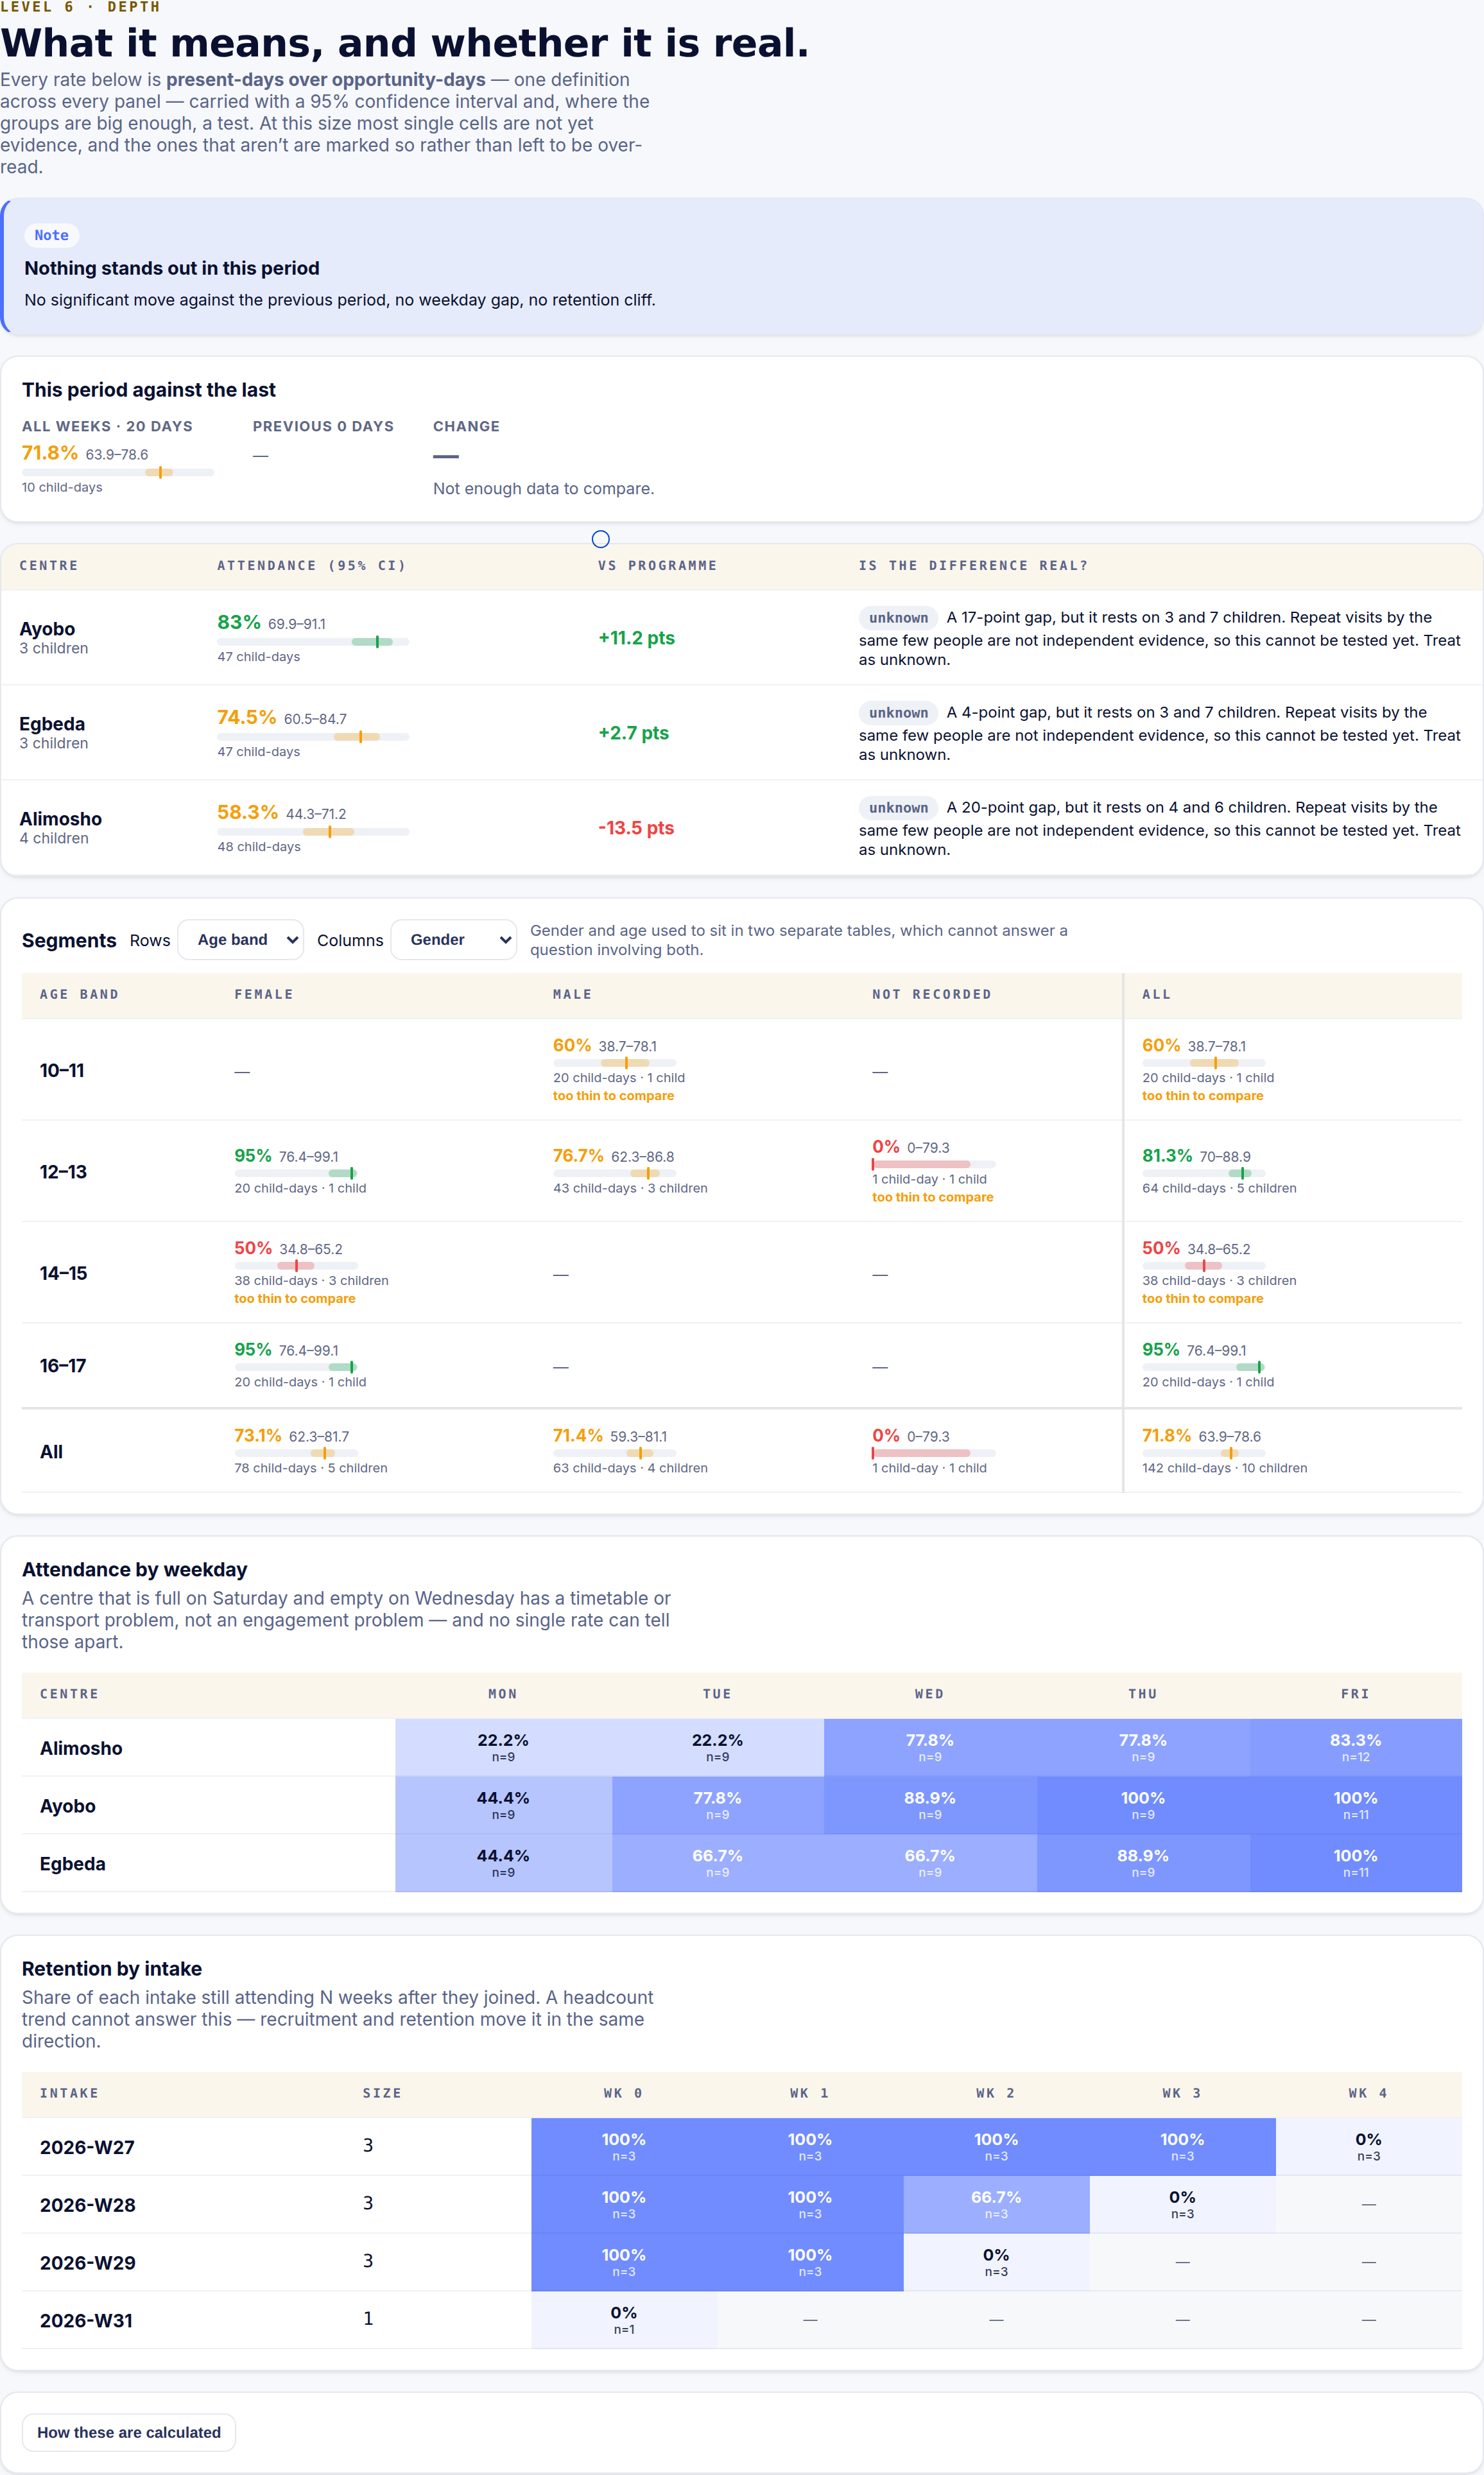 LEVEL 6 · DEPTH
What it means, and whether it is real.
Every rate below is present-days over opportunity-days — one definition
across every panel — carried with a 95% confidence interval and, where the
groups are big enough, a test. At this size most single cells are not yet
evidence, and the ones that aren’t are marked so rather than left to be over-
read.
Note
Nothing stands out in this period
No significant move against the previous period, no weekday gap, no retention cliff.
This period against the last
ALL WEEKS · 20 DAYS PREVIOUS 0 DAYS CHANGE
71.8% 63.9–78.6 — —
10 child-days Not enough data to compare.
CENTRE ATTENDANCE (95% CI) VS PROGRAMME IS THE DIFFERENCE REAL?
Ayobo
3 children
83% 69.9–91.1
47 child-days
+11.2 pts
unknown A 17-point gap, but it rests on 3 and 7 children. Repeat visits by the
same few people are not independent evidence, so this cannot be tested yet. Treat
as unknown.
Egbeda
3 children
74.5% 60.5–84.7
47 child-days
+2.7 pts
unknown A 4-point gap, but it rests on 3 and 7 children. Repeat visits by the
same few people are not independent evidence, so this cannot be tested yet. Treat
as unknown.
Alimosho
4 children
58.3% 44.3–71.2
48 child-days
-13.5 pts
unknown A 20-point gap, but it rests on 4 and 6 children. Repeat visits by the
same few people are not independent evidence, so this cannot be tested yet. Treat
as unknown.
Segments Rows Age band Columns Gender
Gender and age used to sit in two separate tables, which cannot answer a
question involving both.
AGE BAND FEMALE MALE NOT RECORDED ALL
10–11
—
60% 38.7–78.1
20 child-days · 1 child
too thin to compare
—
60% 38.7–78.1
20 child-days · 1 child
too thin to compare
12–13
95% 76.4–99.1
20 child-days · 1 child
76.7% 62.3–86.8
43 child-days · 3 children
0% 0–79.3
1 child-day · 1 child
too thin to compare
81.3% 70–88.9
64 child-days · 5 children
14–15
50% 34.8–65.2
38 child-days · 3 children
too thin to compare
—
—
50% 34.8–65.2
38 child-days · 3 children
too thin to compare
16–17
95% 76.4–99.1
20 child-days · 1 child
—
—
95% 76.4–99.1
20 child-days · 1 child
All
73.1% 62.3–81.7
78 child-days · 5 children
71.4% 59.3–81.1
63 child-days · 4 children
0% 0–79.3
1 child-day · 1 child
71.8% 63.9–78.6
142 child-days · 10 children
Attendance by weekday
A centre that is full on Saturday and empty on Wednesday has a timetable or
transport problem, not an engagement problem — and no single rate can tell
those apart.
CENTRE MON TUE WED THU FRI
Alimosho 22.2% 22.2% 77.8% 77.8% 83.3%
n=9 n=9 n=9 n=9 n=12
Ayobo 44.4% 77.8% 88.9% 100% 100%
n=9 n=9 n=9 n=9 n=11
Egbeda 44.4% 66.7% 66.7% 88.9% 100%
n=9 n=9 n=9 n=9 n=11
Retention by intake
Share of each intake still attending N weeks after they joined. A headcount
trend cannot answer this — recruitment and retention move it in the same
direction.
INTAKE SIZE WK 0 WK 1 WK 2 WK 3 WK 4
2026-W27 3 100% 100% 100% 100% 0%
n=3 n=3 n=3 n=3 n=3
2026-W28 3 100% 100% 66.7% 0% —
n=3 n=3 n=3 n=3
2026-W29 3 100% 100% 0% — —
n=3 n=3 n=3
2026-W31 1 0% — — — —
n=1
How these are calculated